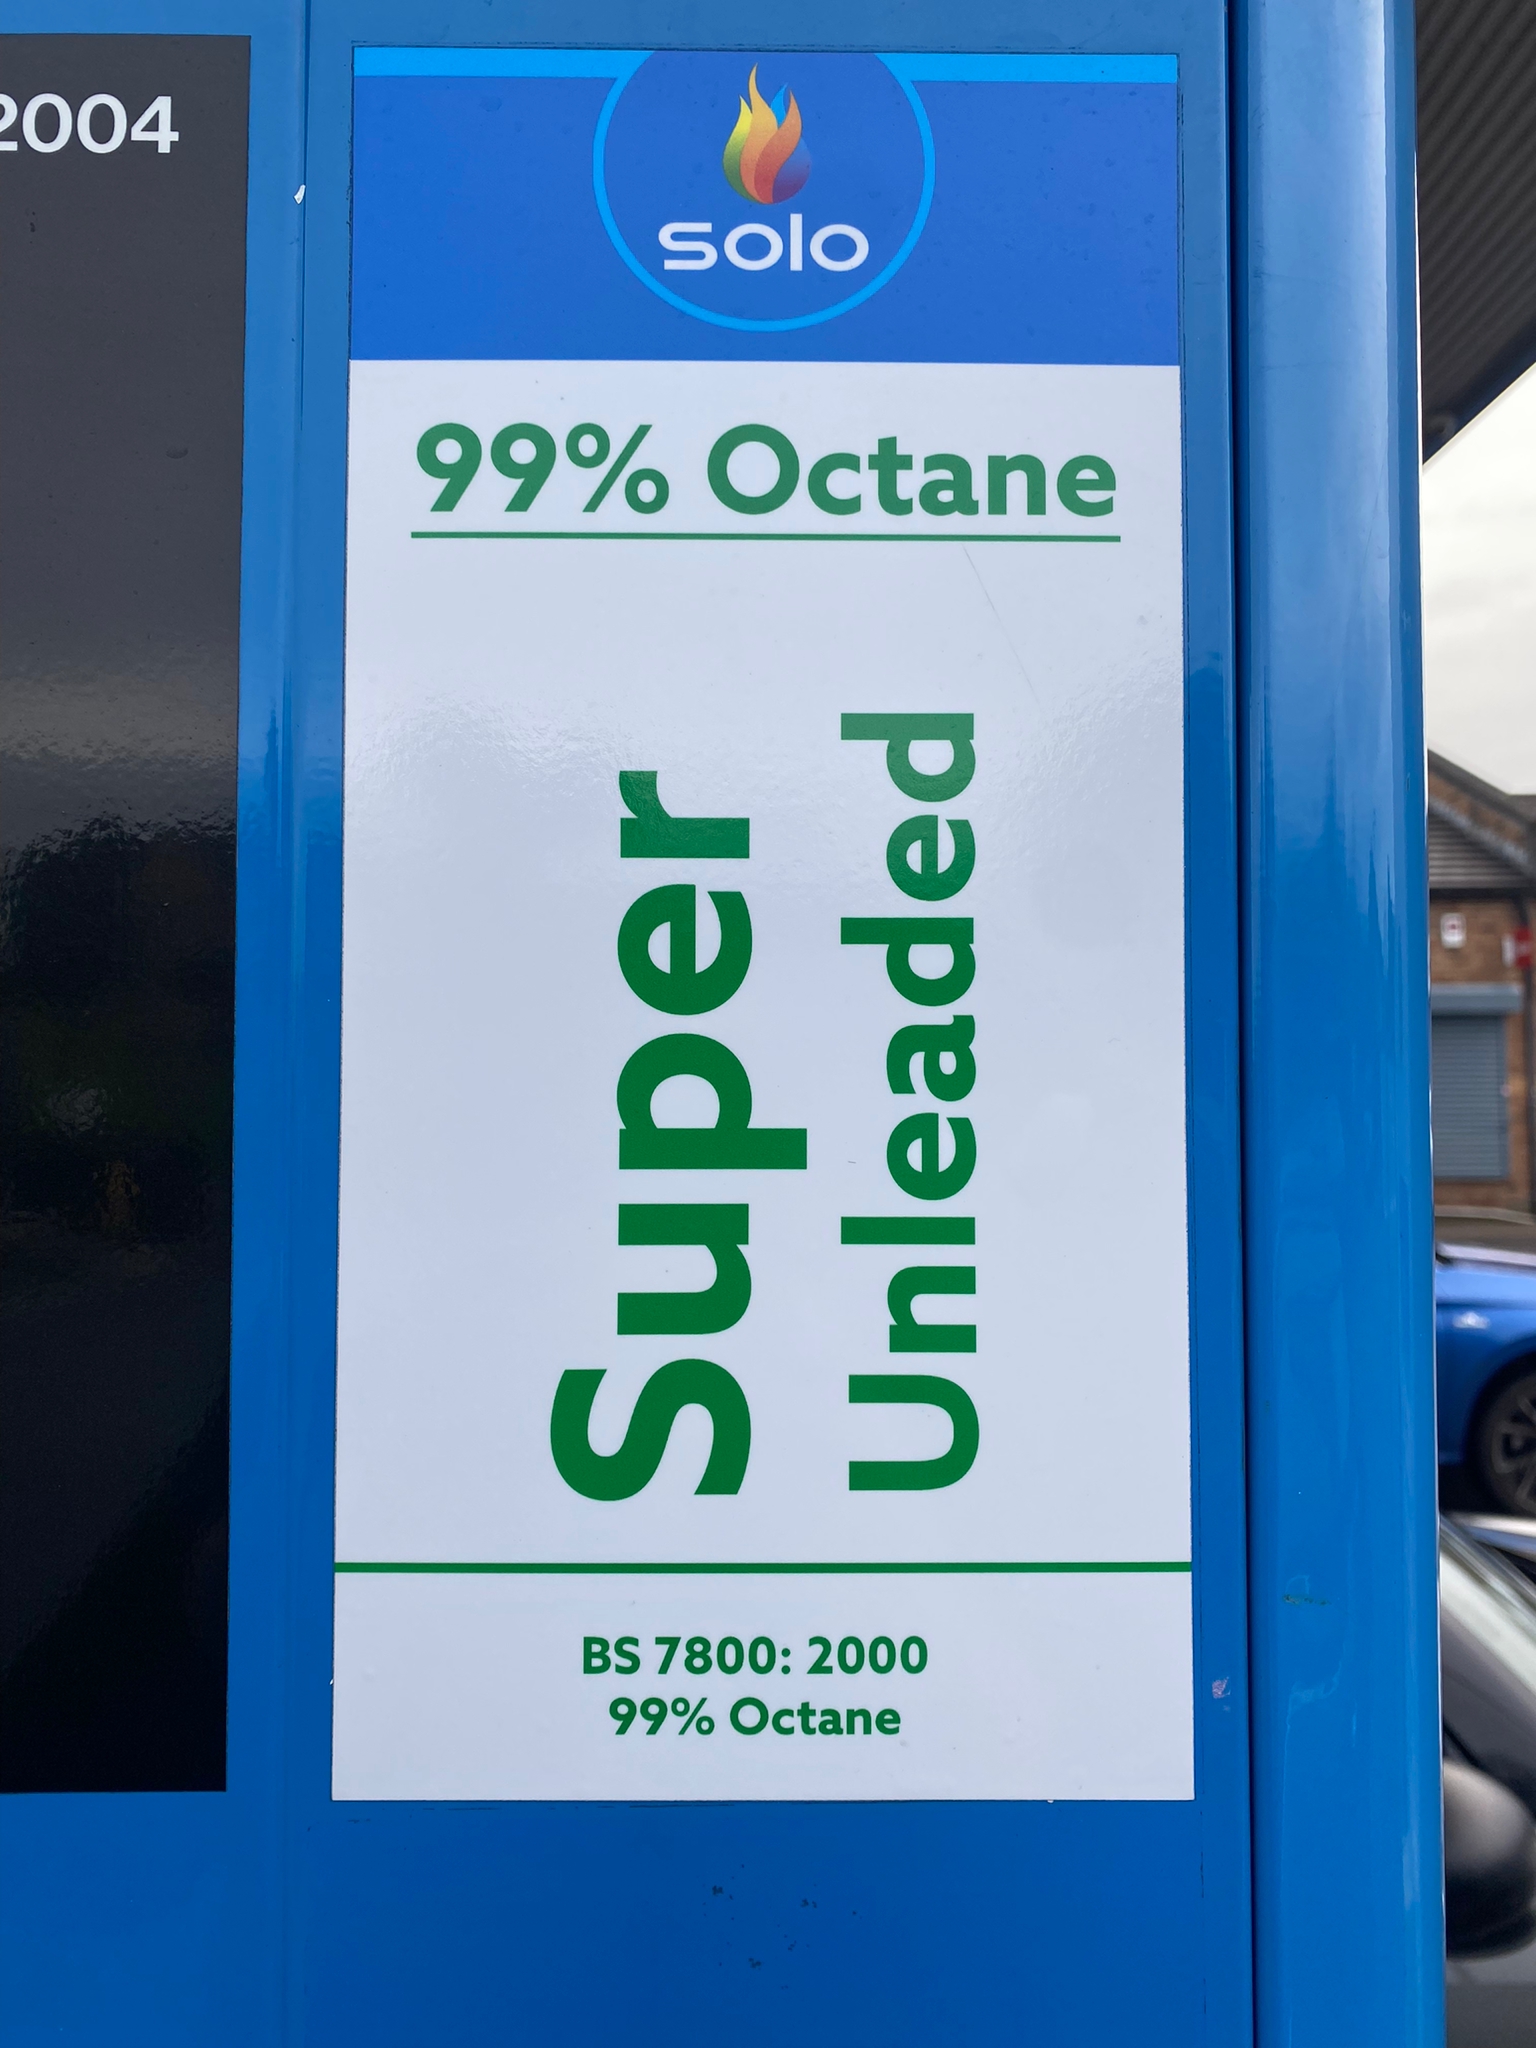 2004
solo
99% Octane
Super
Unleaded
BS 7800: 2000
99% Octane